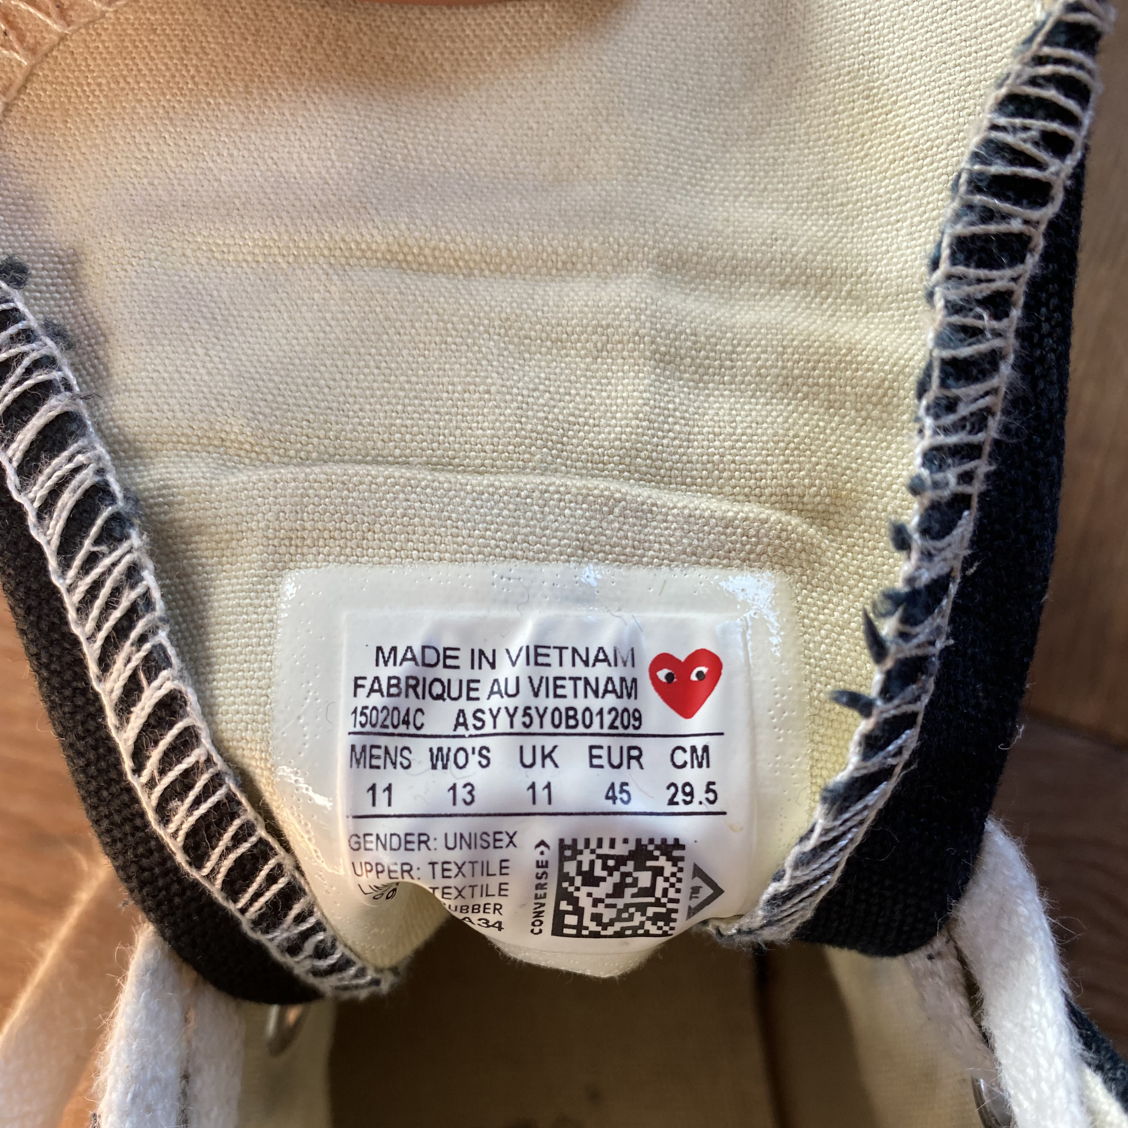 MADE IN VIETNAM
FABRIQUE AU VIETNAM
150204C ASYY5Y0B01209
MENS WO'S UK EUR CM
11 13 11 45 29.5
GENDER: UNISEX
UPPER: TEXTILE
TEXTILE
CONVERSE
TM